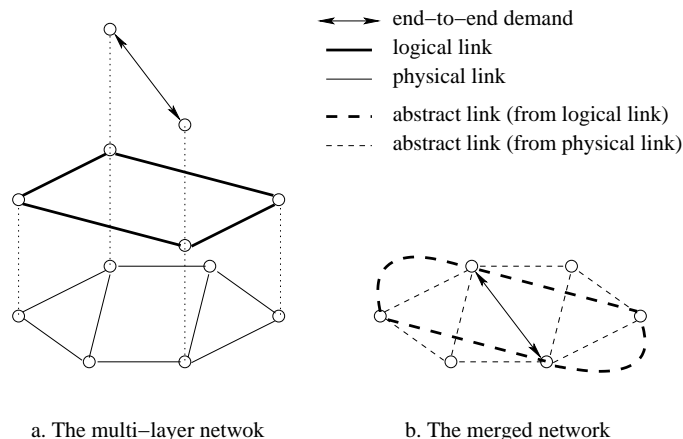 end−to−end demand
logical link
physical link
abstract link (from logical link)
abstract link (from physical link)
a. The multi−layer netwok
b. The merged network